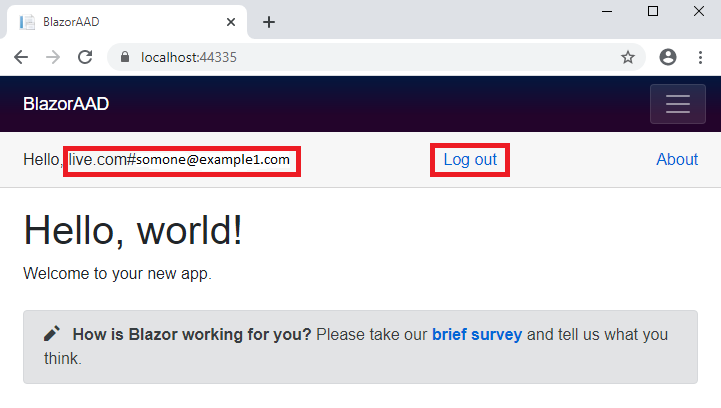 BlazorAAD
localhost:44335
BlazorAAD
Hello, live.com#somone@example1.com Log out About
Hello, world!
Welcome to your new app.
How is Blazor working for you? Please take our brief survey and tell us what you
think.